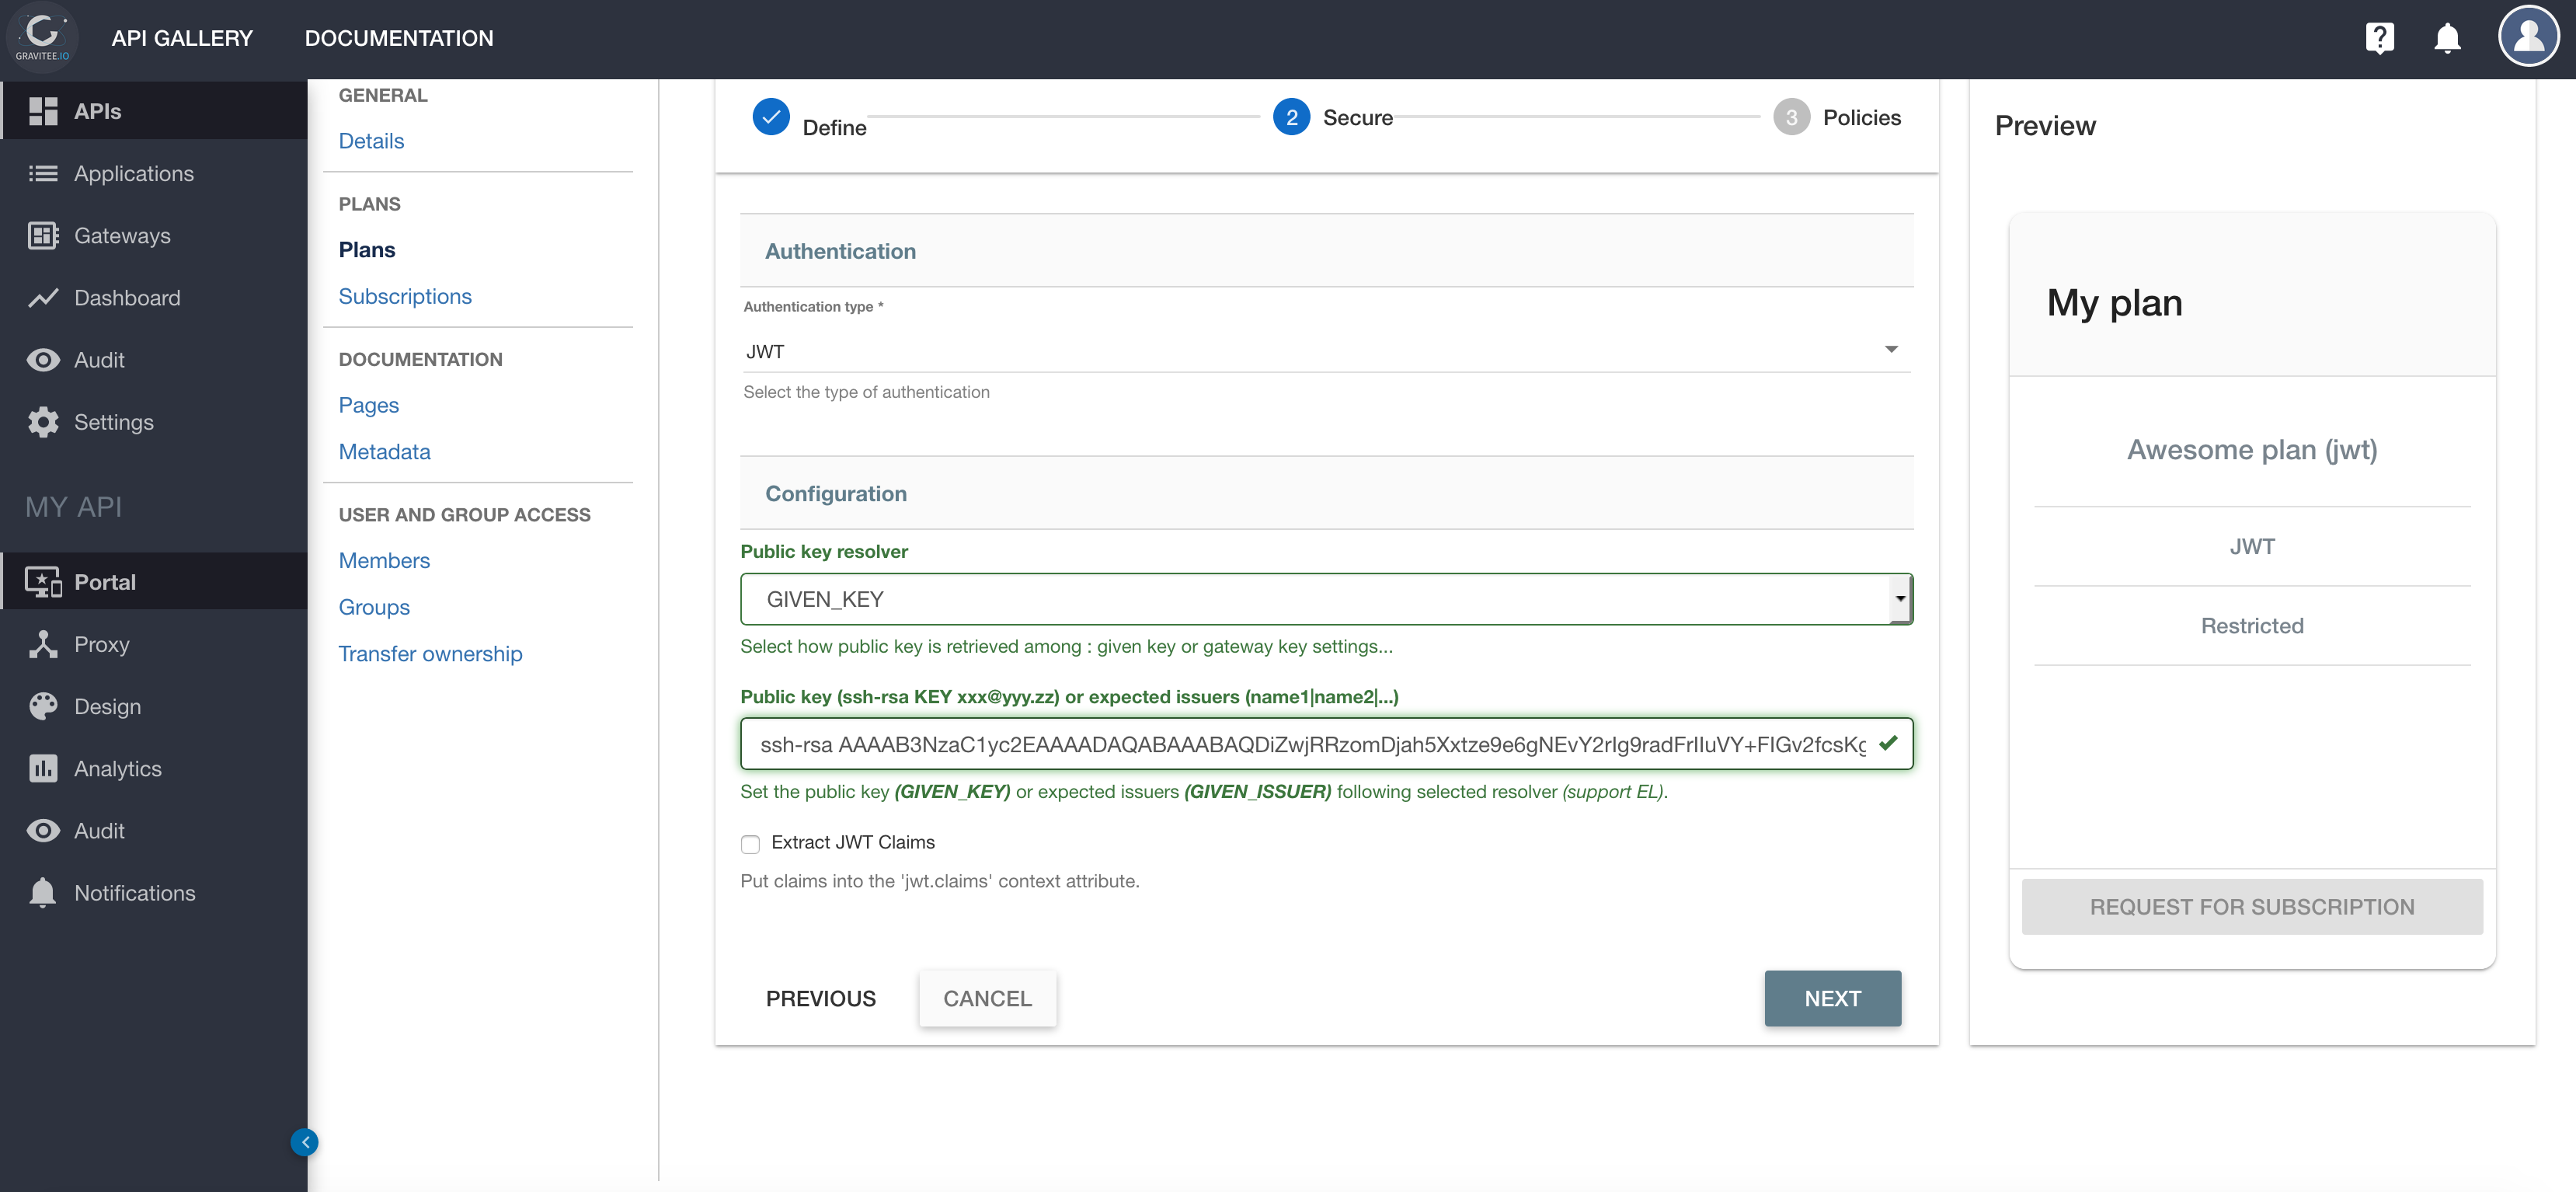 GRAVITEE.IO
API GALLERY
DOCUMENTATION
APIs
Applications
Gateways
Dashboard
Audit
Settings
MY API
Portal
Proxy
Design
Analytics
Audit
Notifications
GENERAL
Details
PLANS
Plans
Subscriptions
DOCUMENTATION
Pages
Metadata
USER AND GROUP ACCESS
Members
Groups
Transfer ownership
Define
2 Secure
3 Policies
Authentication
Authentication type *
JWT
Select the type of authentication
Configuration
Public key resolver
GIVEN_KEY
Select how public key is retrieved among : given key or gateway key settings...
Public key (ssh-rsa KEY xxx@yyy.zz) or expected issuers (name1|name2|...)
ssh-rsa AAAAB3NzaC1yc2EAAAADAQABAAABAQDiZwjRRzomDjah5Xxtze9e6gNEvY2rIg9radFrIIuVY+FIGv2fcsKg
Set the public key (GIVEN_KEY) or expected issuers (GIVEN_ISSUER) following selected resolver (support EL).
Extract JWT Claims
Put claims into the 'jwt.claims' context attribute.
PREVIOUS
CANCEL
NEXT
Preview
My plan
Awesome plan (jwt)
JWT
Restricted
REQUEST FOR SUBSCRIPTION